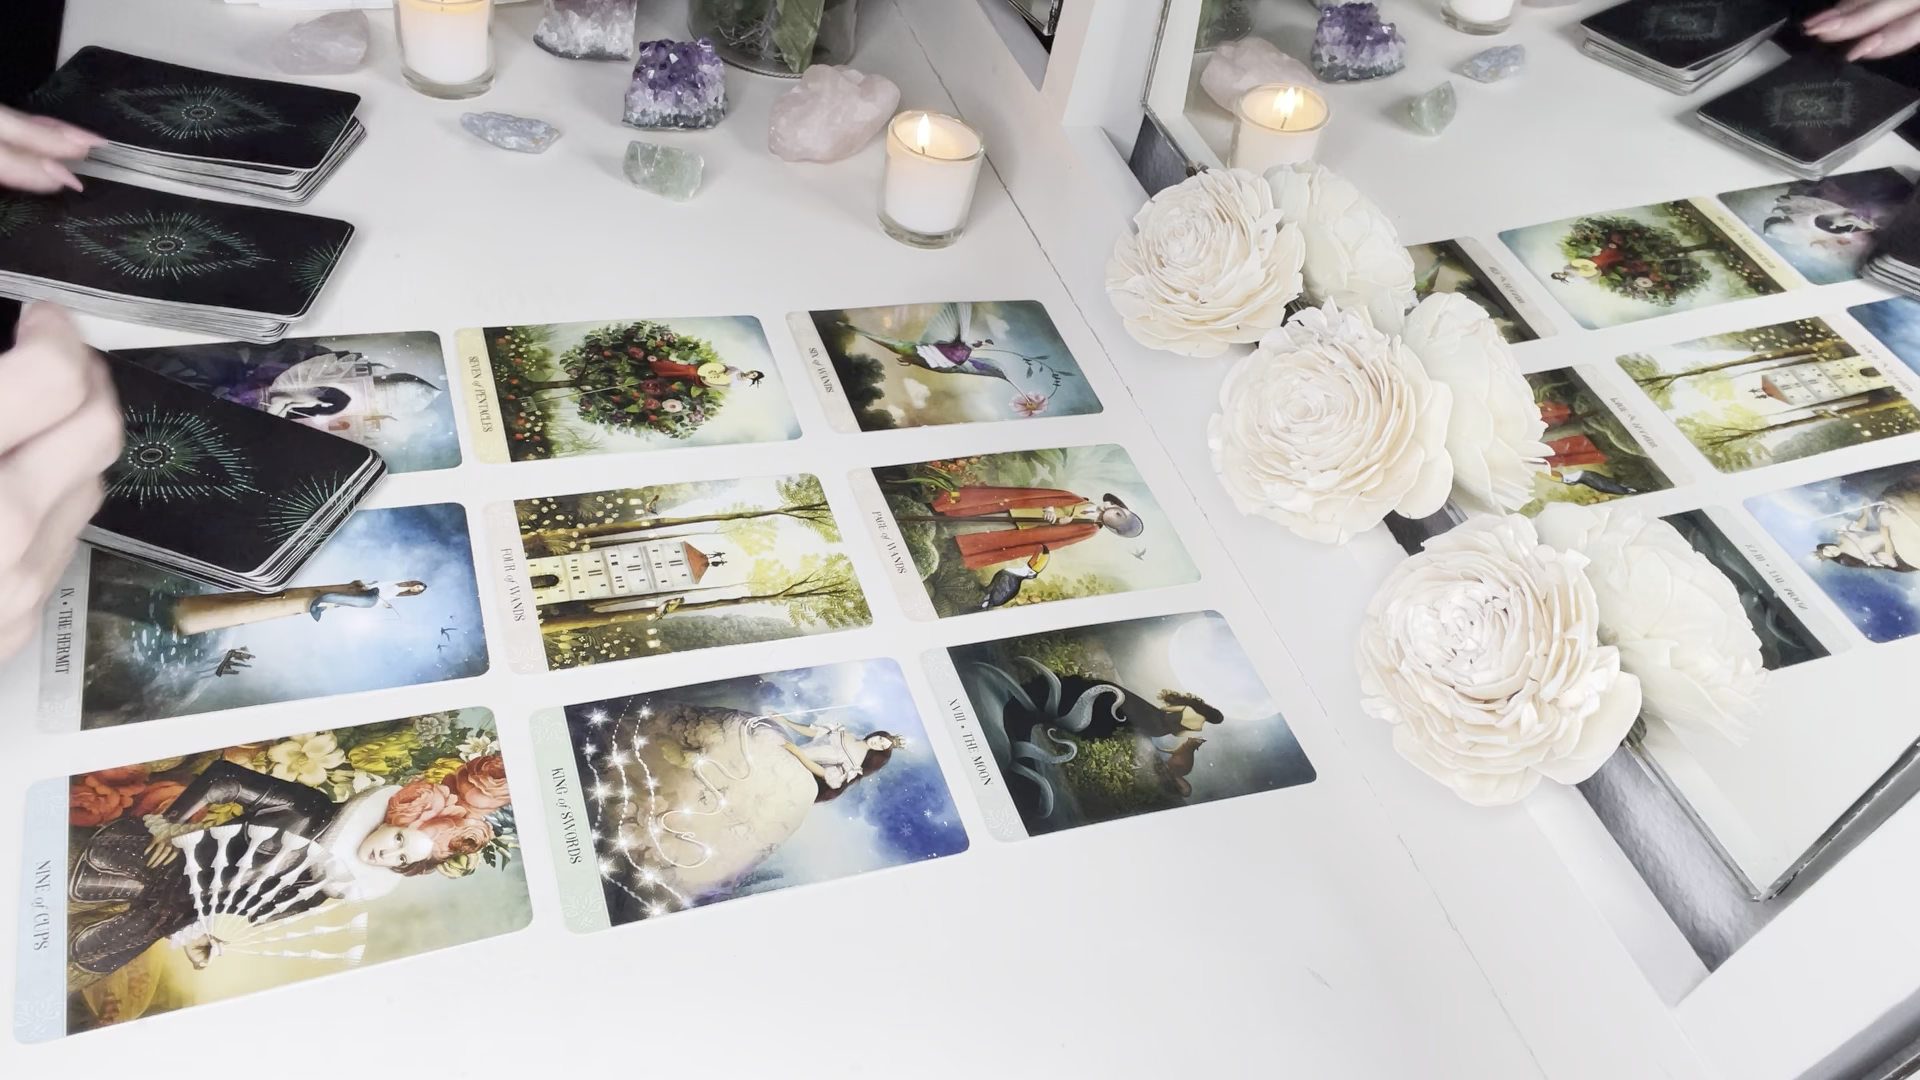 SEVEN of PENTACLES
SIX of WANDS
IX • THE HERMIT
FOUR of WANDS
PAGE of WANDS
NINE of CUPS
KING of SWORDS
XVIII • THE MOON